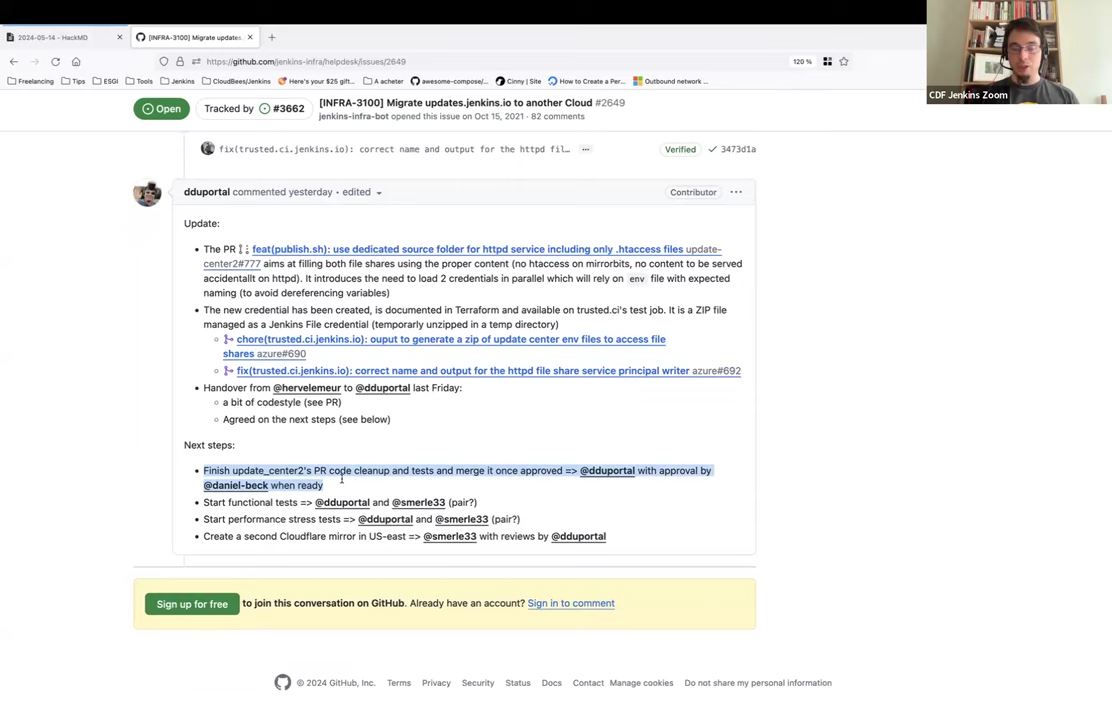 2024-05-14 - HackMD
[INFRA-3100] Migrate updates.
https://github.com/jenkins-infra/helpdesk/issues/2649
120 %
Freelancing
Tips
ESGI
Tools
Jenkins
CloudBees/Jenkins
Here's your $25 gift...
A acheter
awesome-compose/...
Cinny | Site
How to Create a Per...
Outbound network ...
CDF Jenkins Zoom
Open
Tracked by #3662
[INFRA-3100] Migrate updates.jenkins.io to another Cloud #2649
jenkins-infra-bot opened this issue on Oct 15, 2021 · 82 comments
fix(trusted.ci.jenkins.io): correct name and output for the httpd fil… ...
Verified
3473d1a
dduportal commented yesterday • edited
Contributor
Update:
• The PR feat(publish.sh): use dedicated source folder for httpd service including only .htaccess files update-
center2#777 aims at filling both file shares using the proper content (no htaccess on mirrorbits, no content to be served
accidentallt on httpd). It introduces the need to load 2 credentials in parallel which will rely on env file with expected
naming (to avoid dereferencing variables)
• The new credential has been created, is documented in Terraform and available on trusted.ci's test job. It is a ZIP file
managed as a Jenkins File credential (temporarly unzipped in a temp directory)
chore(trusted.ci.jenkins.io): ouput to generate a zip of update center env files to access file
shares azure#690
fix(trusted.ci.jenkins.io): correct name and output for the httpd file share service principal writer azure#692
• Handover from @hervelemeur to @dduportal last Friday:
a bit of codestyle (see PR)
Agreed on the next steps (see below)
Next steps:
• Finish update_center2's PR code cleanup and tests and merge it once approved => @dduportal with approval by
@daniel-beck when ready
• Start functional tests => @dduportal and @smerle33 (pair?)
• Start performance stress tests => @dduportal and @smerle33 (pair?)
• Create a second Cloudflare mirror in US-east => @smerle33 with reviews by @dduportal
Sign up for free to join this conversation on GitHub. Already have an account? Sign in to comment
© 2024 GitHub, Inc. Terms Privacy Security Status Docs Contact Manage cookies Do not share my personal information